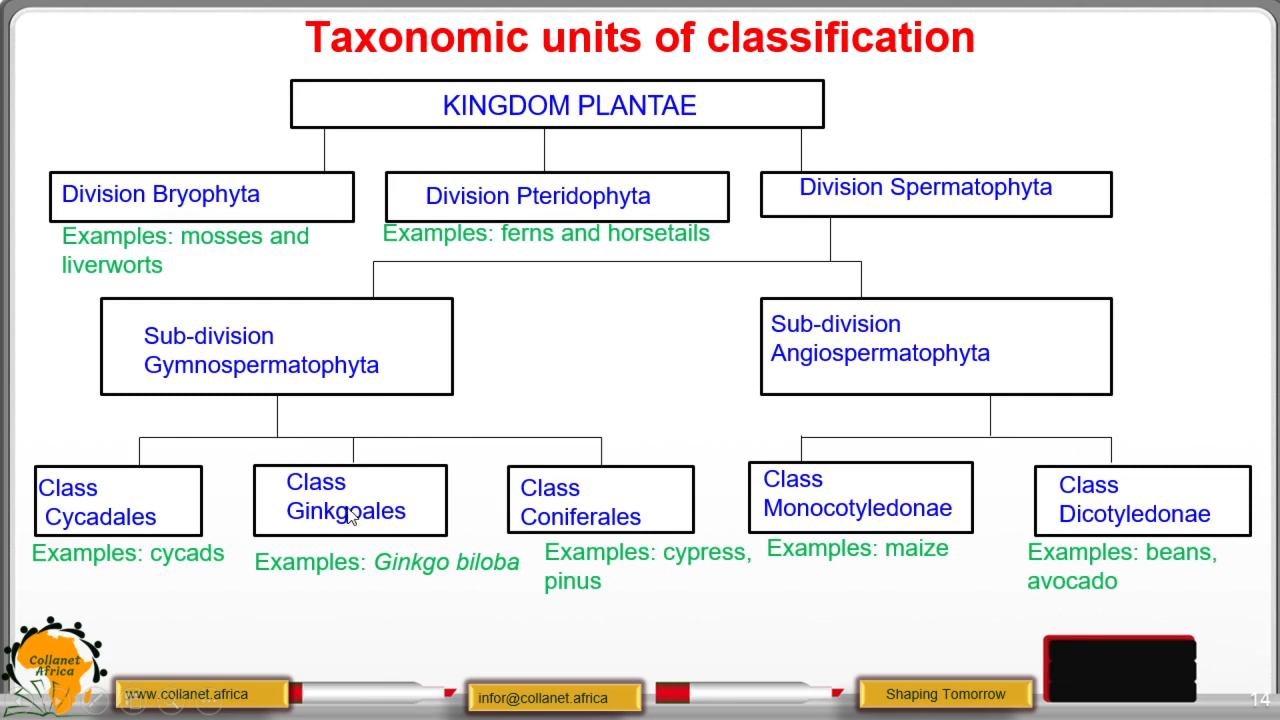 Taxonomic units of classification
KINGDOM PLANTAE
Division Bryophyta
Division Pteridophyta
Division Spermatophyta
Examples: mosses and
liverworts
Examples: ferns and horsetails
Sub-division
Gymnospermatophyta
Sub-division
Angiospermatophyta
Class
Cycadales
Class
Ginkgoales
Class
Coniferales
Class
Monocotyledonae
Class
Dicotyledonae
Examples: cycads
Examples: Ginkgo biloba
Examples: cypress,
pinus
Examples: maize
Examples: beans,
avocado
Collanet
Africa
www.collanet.africa
infor@collanet.africa
Shaping Tomorrow
14